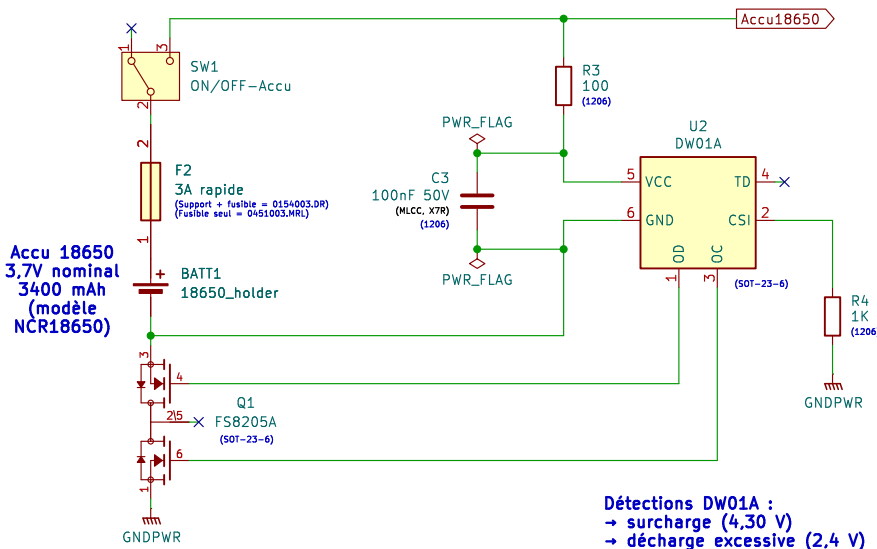 Accu18650
1
3
SW1
ON/OFF-Accu
2
R3
100
(1206)
PWR_FLAG
U2
DW01A
2
F2
3A rapide
(Support + fusible = 0154003.DR)
(Fusible seul = 0451003.MRL)
1
C3
100nF 50V
(MLCC, X7R)
(1206)
5
VCC
TD
4
6
GND
CSI
2
OD
OC
1
3
(SOT-23-6)
PWR_FLAG
Accu 18650
3,7V nominal
3400 mAh
(modèle
NCR18650)
+
BATT1
18650_holder
R4
1K
(1206)
GNDPWR
3
4
Q1
FS8205A
(SOT-23-6)
2\5
6
1
GNDPWR
Détections DW01A :
→ surcharge (4,30 V)
→ décharge excessive (2,4 V)